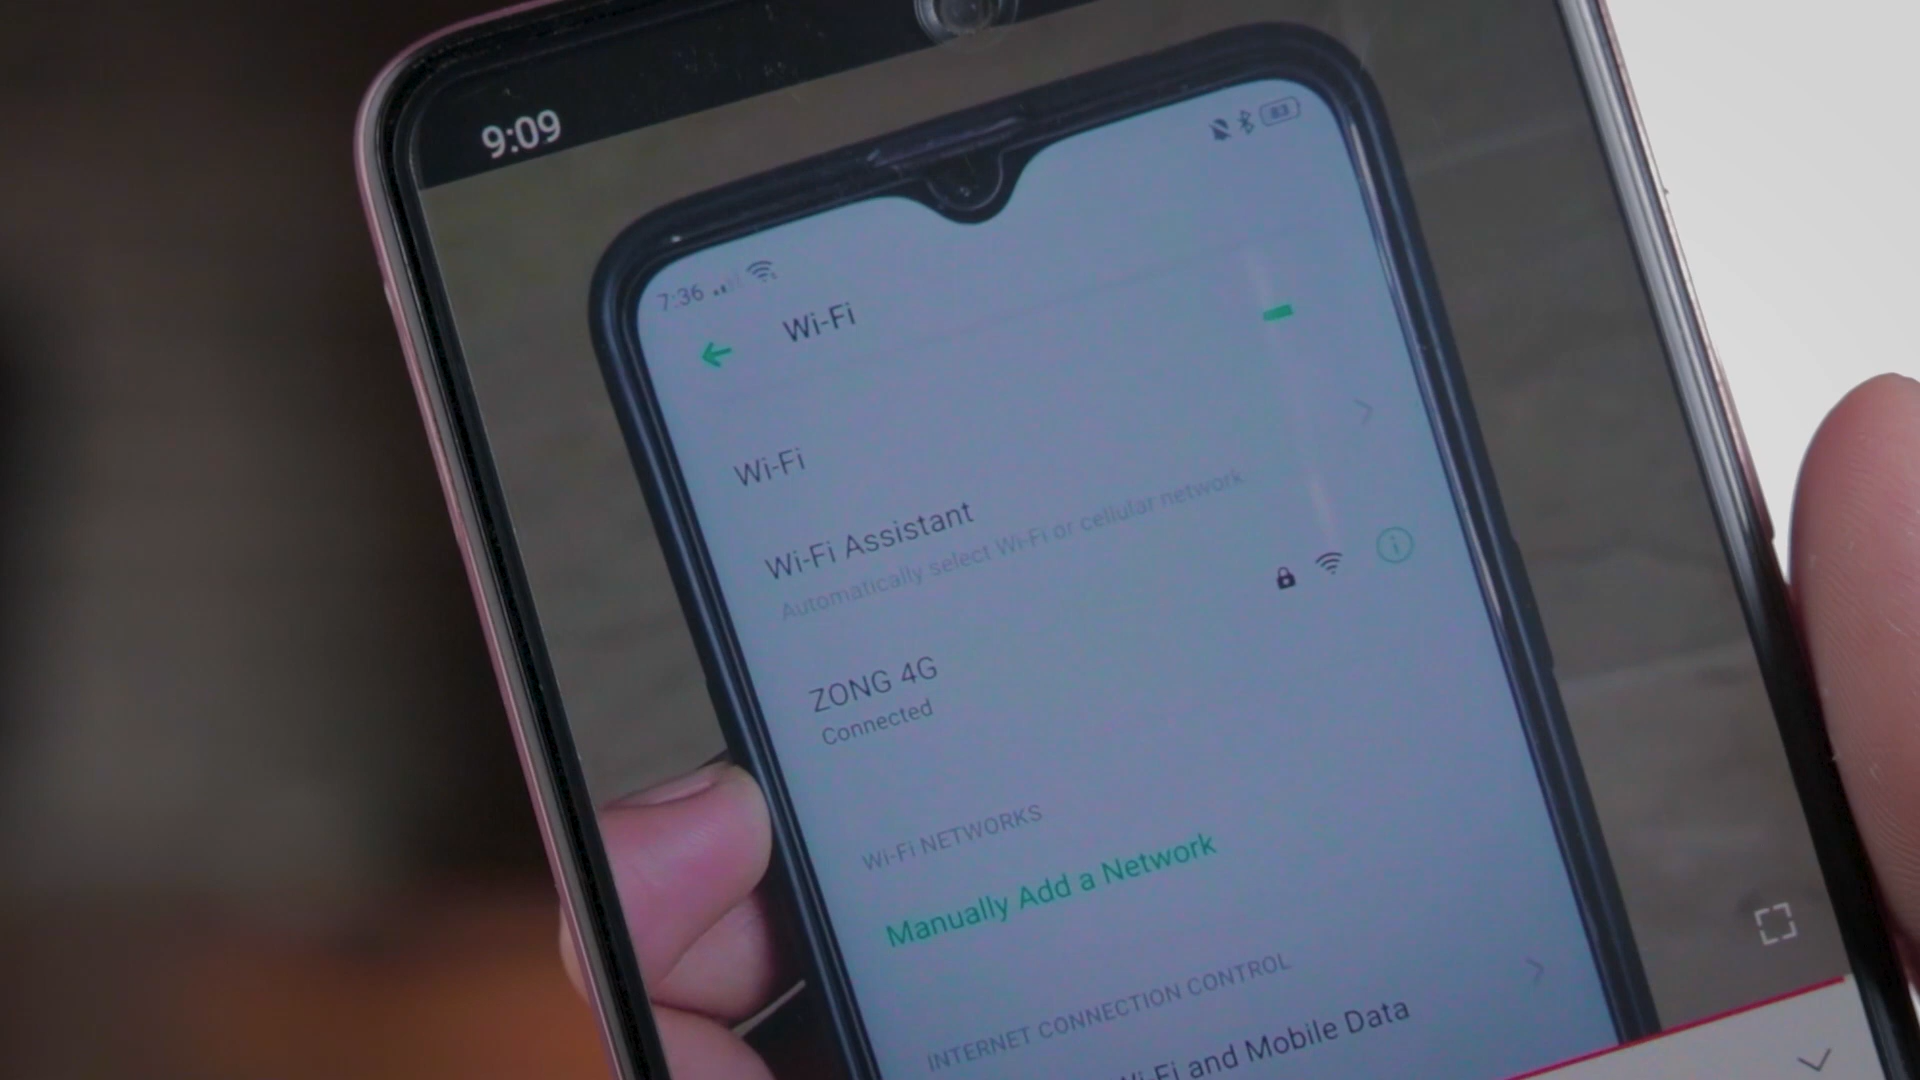 9:09
83
7:36
Wi-Fi
Wi-Fi
Wi-Fi Assistant
Automatically select Wi-Fi or cellular network
ZONG 4G
Connected
Wi-Fi NETWORKS
Manually Add a Network
INTERNET CONNECTION CONTROL
Wi-Fi and Mobile Data